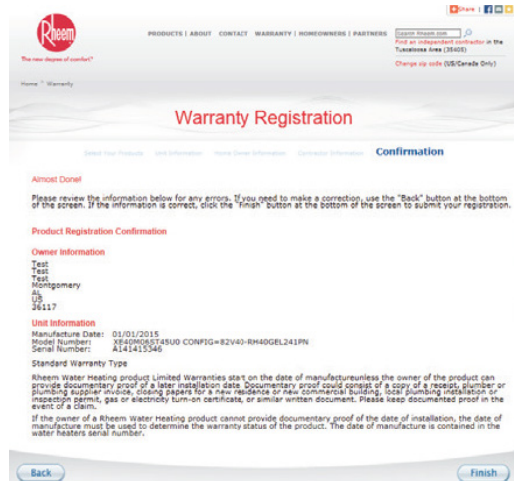 Share
Rheem
The new degree of comfort.®
PRODUCTS | ABOUT CONTACT WARRANTY | HOMEOWNERS | PARTNERS
Search Rheem.com
Find an independent contractor in the
Tuscaloosa Area (35405)
Change zip code (US/Canada Only)
Home > Warranty
Warranty Registration
Select Your Products Unit Information Home Owner Information Contractor Information Confirmation
Almost Done!
Please review the information below for any errors. If you need to make a correction, use the "Back" button at the bottom
of the screen. If the information is correct, click the "Finish" button at the bottom of the screen to submit your registration.
Product Registration Confirmation
Owner Information
Test
Test
Test
Montgomery
AL
US
36117
Unit Information
Manufacture Date: 01/01/2015
Model Number: XE40M06ST45U0 CONFIG=82V40-RH40GEL241PN
Serial Number: A141415346
Standard Warranty Type
Rheem Water Heating product Limited Warranties start on the date of manufactureunless the owner of the product can
provide documentary proof of a later installation date. Documentary proof could consist of a copy of a receipt, plumber or
plumbing supplier invoice, closing papers for a new residence or new commercial building, local plumbing installation or
inspection permit, gas or electricity turn-on certificate, or similar written document. Please keep documented proof in the
event of a claim.
If the owner of a Rheem Water Heating product cannot provide documentary proof of the date of installation, the date of
manufacture must be used to determine the warranty status of the product. The date of manufacture is contained in the
water heaters serial number.
Back
Finish